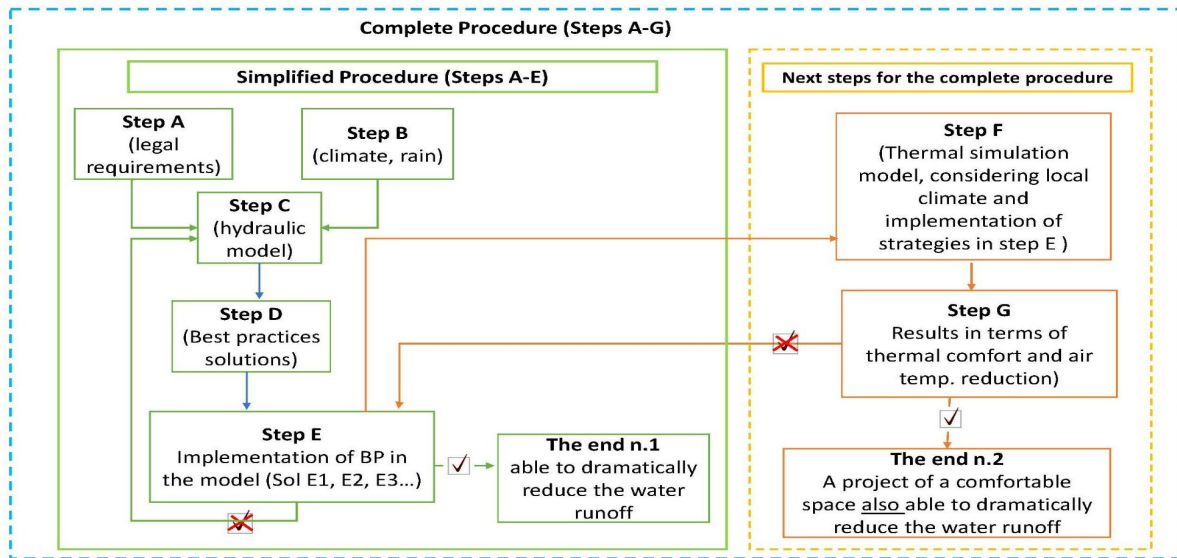 Complete Procedure (Steps A-G)
Simplified Procedure (Steps A-E)
Next steps for the complete procedure
Step A
(legal
requirements)
Step B
(climate, rain)
Step C
(hydraulic
model)
Step D
(Best practices
solutions)
Step E
Implementation of BP in
the model (Sol E1, E2, E3...)
The end n.1
able to dramatically
reduce the water
runoff
Step F
(Thermal simulation
model, considering local
climate and
implementation of
strategies in step E )
Step G
Results in terms of
thermal comfort and air
temp. reduction)
The end n.2
A project of a comfortable
space also able to dramatically
reduce the water runoff